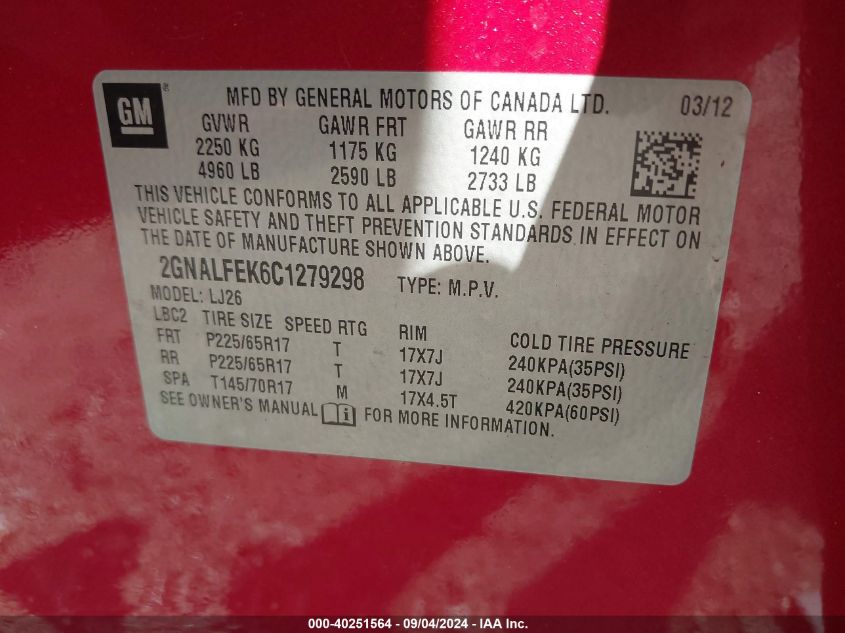 GM®
MFD BY GENERAL MOTORS OF CANADA LTD. 03/12
GVWR GAWR FRT GAWR RR
2250 KG 1175 KG 1240 KG
4960 LB 2590 LB 2733 LB
THIS VEHICLE CONFORMS TO ALL APPLICABLE U.S. FEDERAL MOTOR
VEHICLE SAFETY AND THEFT PREVENTION STANDARDS IN EFFECT ON
THE DATE OF MANUFACTURE SHOWN ABOVE.
2GNALFEK6C1279298 TYPE: M.P.V.
MODEL: LJ26
LBC2 TIRE SIZE SPEED RTG RIM COLD TIRE PRESSURE
FRT P225/65R17 T 17X7J 240KPA(35PSI)
RR P225/65R17 T 17X7J 240KPA(35PSI)
SPA T145/70R17 M 17X4.5T 420KPA(60PSI)
SEE OWNER'S MANUAL i FOR MORE INFORMATION.
000-40251564 - 09/04/2024 - IAA Inc.